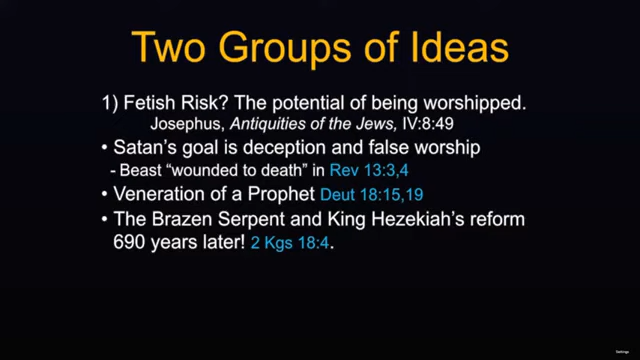 Two Groups of Ideas
1) Fetish Risk? The potential of being worshipped.
Josephus, Antiquities of the Jews, IV:8:49
• Satan's goal is deception and false worship
- Beast "wounded to death" in Rev 13:3,4
• Veneration of a Prophet Deut 18:15,19
• The Brazen Serpent and King Hezekiah's reform
690 years later! 2 Kgs 18:4.